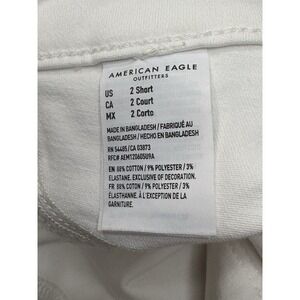 AMERICAN EAGLE
OUTFITTERS
US 2 Short
CA 2 Court
MX 2 Corto
MADE IN BANGLADESH / FABRIQUÉ AU
BANGLADESH / HECHO EN BANGLADESH
RN 54485/CA 03873
RFC# AEM120605U9A
EN: 88% COTTON / 9% POLYESTER / 3%
ELASTANE. EXCLUSIVE OF DECORATION.
FR: 88% COTON / 9% POLYESTER / 3%
ÉLASTHANNE. À L'EXCEPTION DE LA
GARNITURE.